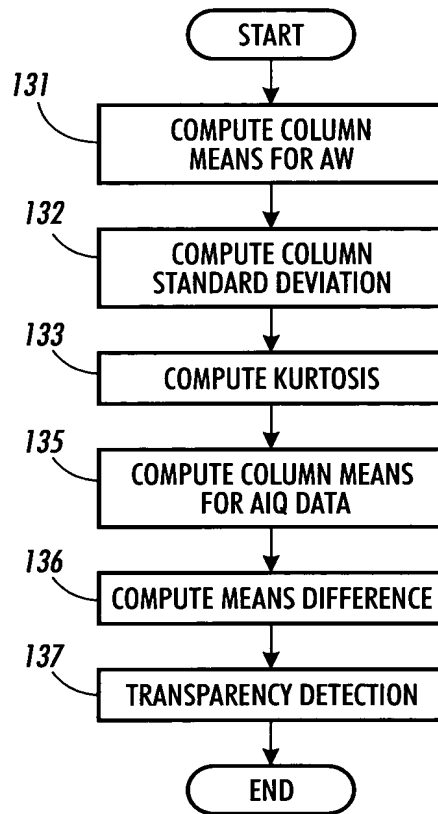 START
131
COMPUTE COLUMN
MEANS FOR AW
132
COMPUTE COLUMN
STANDARD DEVIATION
133
COMPUTE KURTOSIS
135
COMPUTE COLUMN MEANS
FOR AIQ DATA
136
COMPUTE MEANS DIFFERENCE
137
TRANSPARENCY DETECTION
END